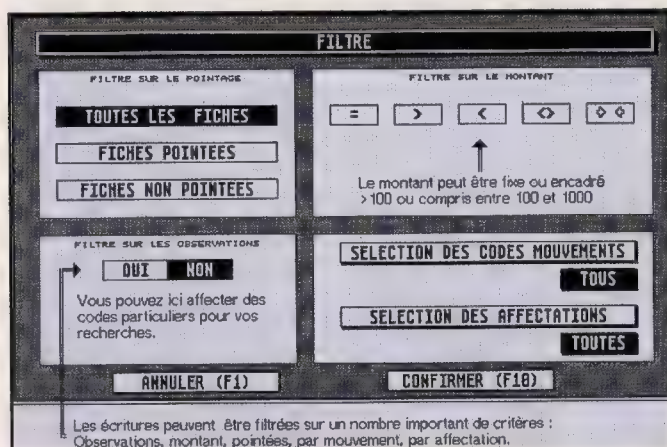 FILTRE
FILTRE SUR LE POINTAGE
TOUTES LES FICHES
FICHES POINTEES
FICHES NON POINTEES
FILTRE SUR LE MONTANT
= > < <> ◇ ◇
Le montant peut être fixe ou encadré
>100 ou compris entre 100 et 1000
FILTRE SUR LES OBSERVATIONS
OUI NON
Vous pouvez ici affecter des
codes particuliers pour vos
recherches.
SELECTION DES CODES MOUVEMENTS
TOUS
SELECTION DES AFFECTATIONS
TOUTES
ANNULER (F1)
CONFIRMER (F10)
Les écritures peuvent être filtrées sur un nombre important de critères :
Observations, montant, pointées, par mouvement, par affectation.